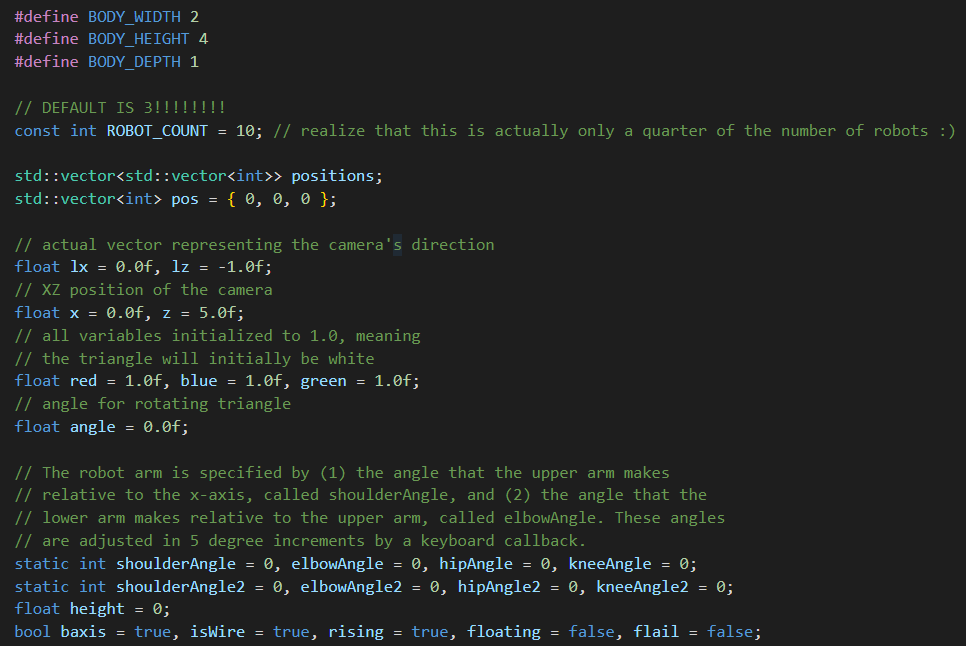 #define BODY_WIDTH 2
#define BODY_HEIGHT 4
#define BODY_DEPTH 1
// DEFAULT IS 3!!!!!!!!
const int ROBOT_COUNT = 10; // realize that this is actually only a quarter of the number of robots :)
std::vector<std::vector<int>> positions;
std::vector<int> pos = { 0, 0, 0 };
// actual vector representing the camera's direction
float lx = 0.0f, lz = -1.0f;
// XZ position of the camera
float x = 0.0f, z = 5.0f;
// all variables initialized to 1.0, meaning
// the triangle will initially be white
float red = 1.0f, blue = 1.0f, green = 1.0f;
// angle for rotating triangle
float angle = 0.0f;
// The robot arm is specified by (1) the angle that the upper arm makes
// relative to the x-axis, called shoulderAngle, and (2) the angle that the
// lower arm makes relative to the upper arm, called elbowAngle. These angles
// are adjusted in 5 degree increments by a keyboard callback.
static int shoulderAngle = 0, elbowAngle = 0, hipAngle = 0, kneeAngle = 0;
static int shoulderAngle2 = 0, elbowAngle2 = 0, hipAngle2 = 0, kneeAngle2 = 0;
float height = 0;
bool baxis = true, isWire = true, rising = true, floating = false, flail = false;